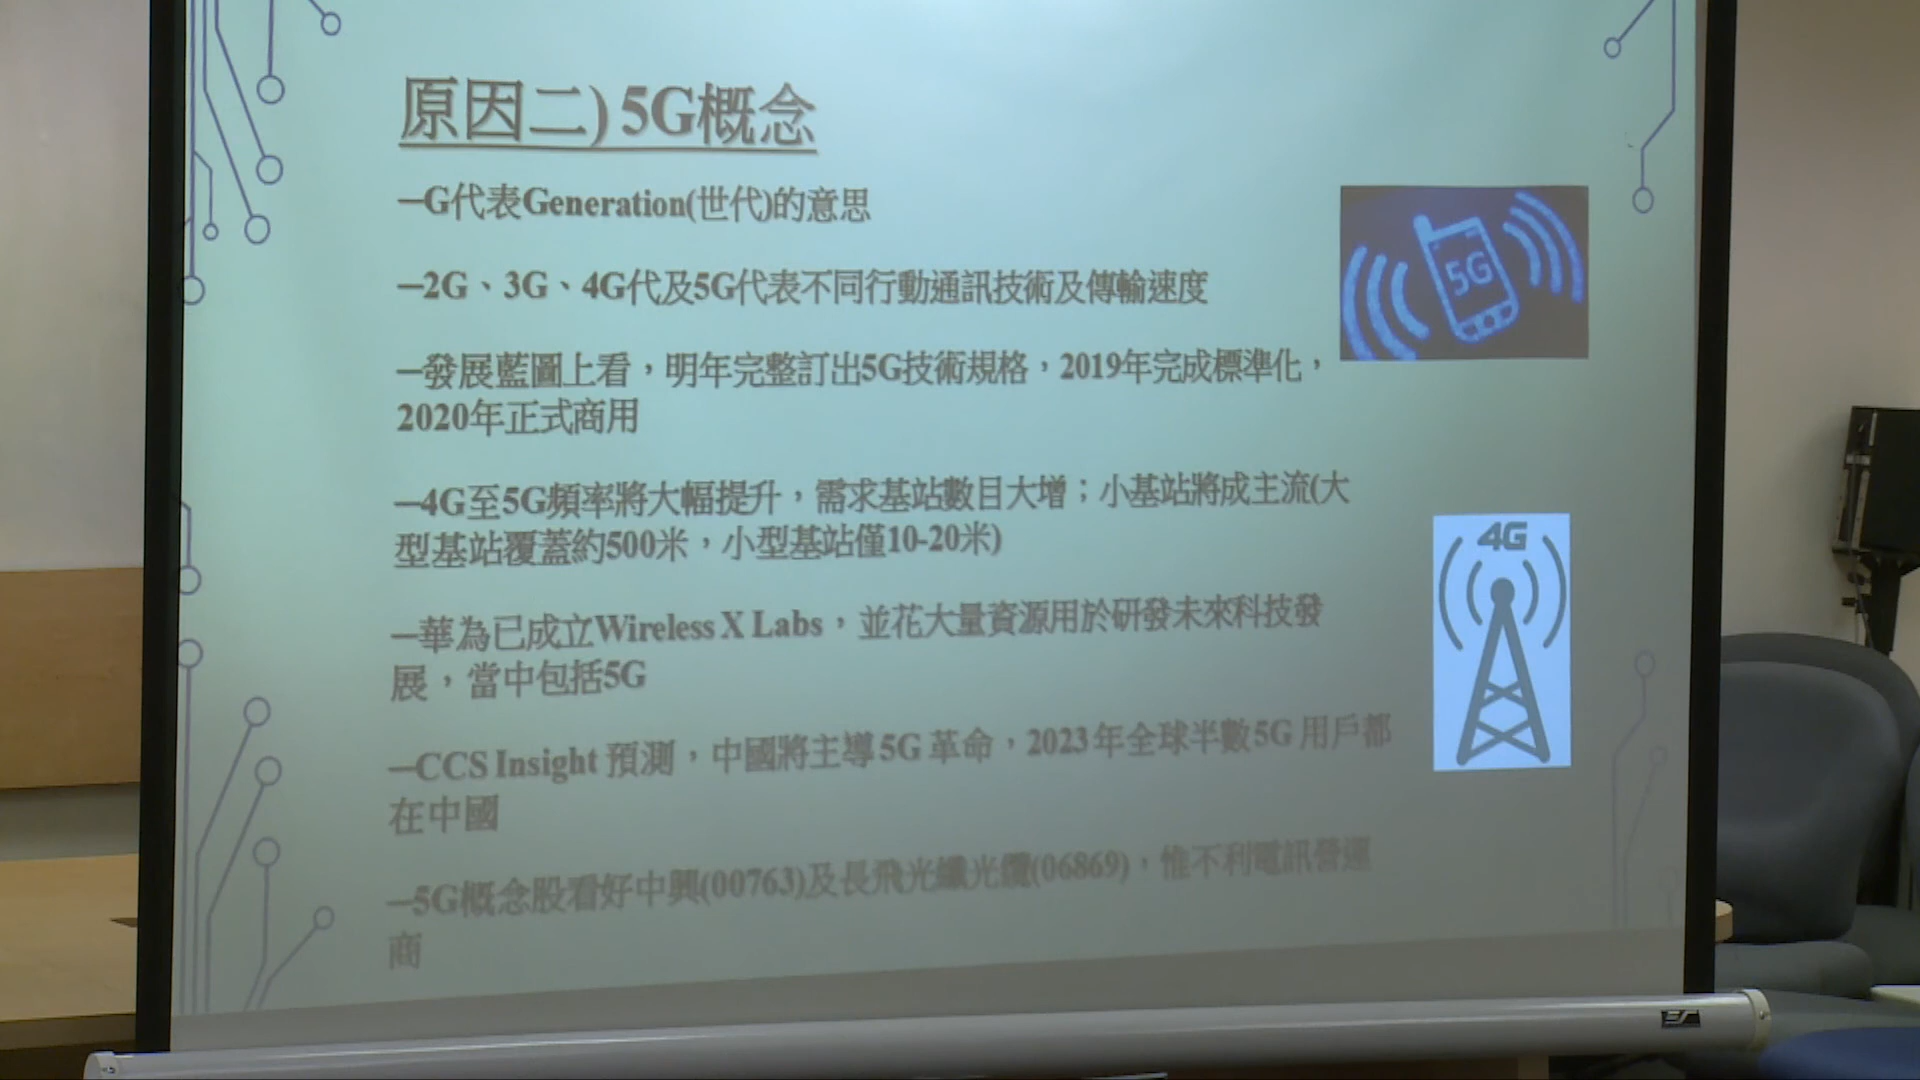 原因二) 5G概念
–G代表Generation(世代)的意思
–2G、3G、4G代及5G代表不同行動通訊技術及傳輸速度
–發展藍圖上看，明年完整訂出5G技術規格，2019年完成標準化，
2020年正式商用
–4G至5G頻率將大幅提升，需求基站數目大增；小基站將成主流(大
型基站覆蓋約500米，小型基站僅10-20米)
–華為已成立Wireless X Labs，並花大量資源用於研發未來科技發
展，當中包括5G
–CCS Insight 預測，中國將主導 5G 革命，2023 年全球半數 5G 用戶都
在中國
–5G概念股看好中興(00763)及長飛光纖光纜(06869)，惟不利電訊營運
商
5G
4G
ES